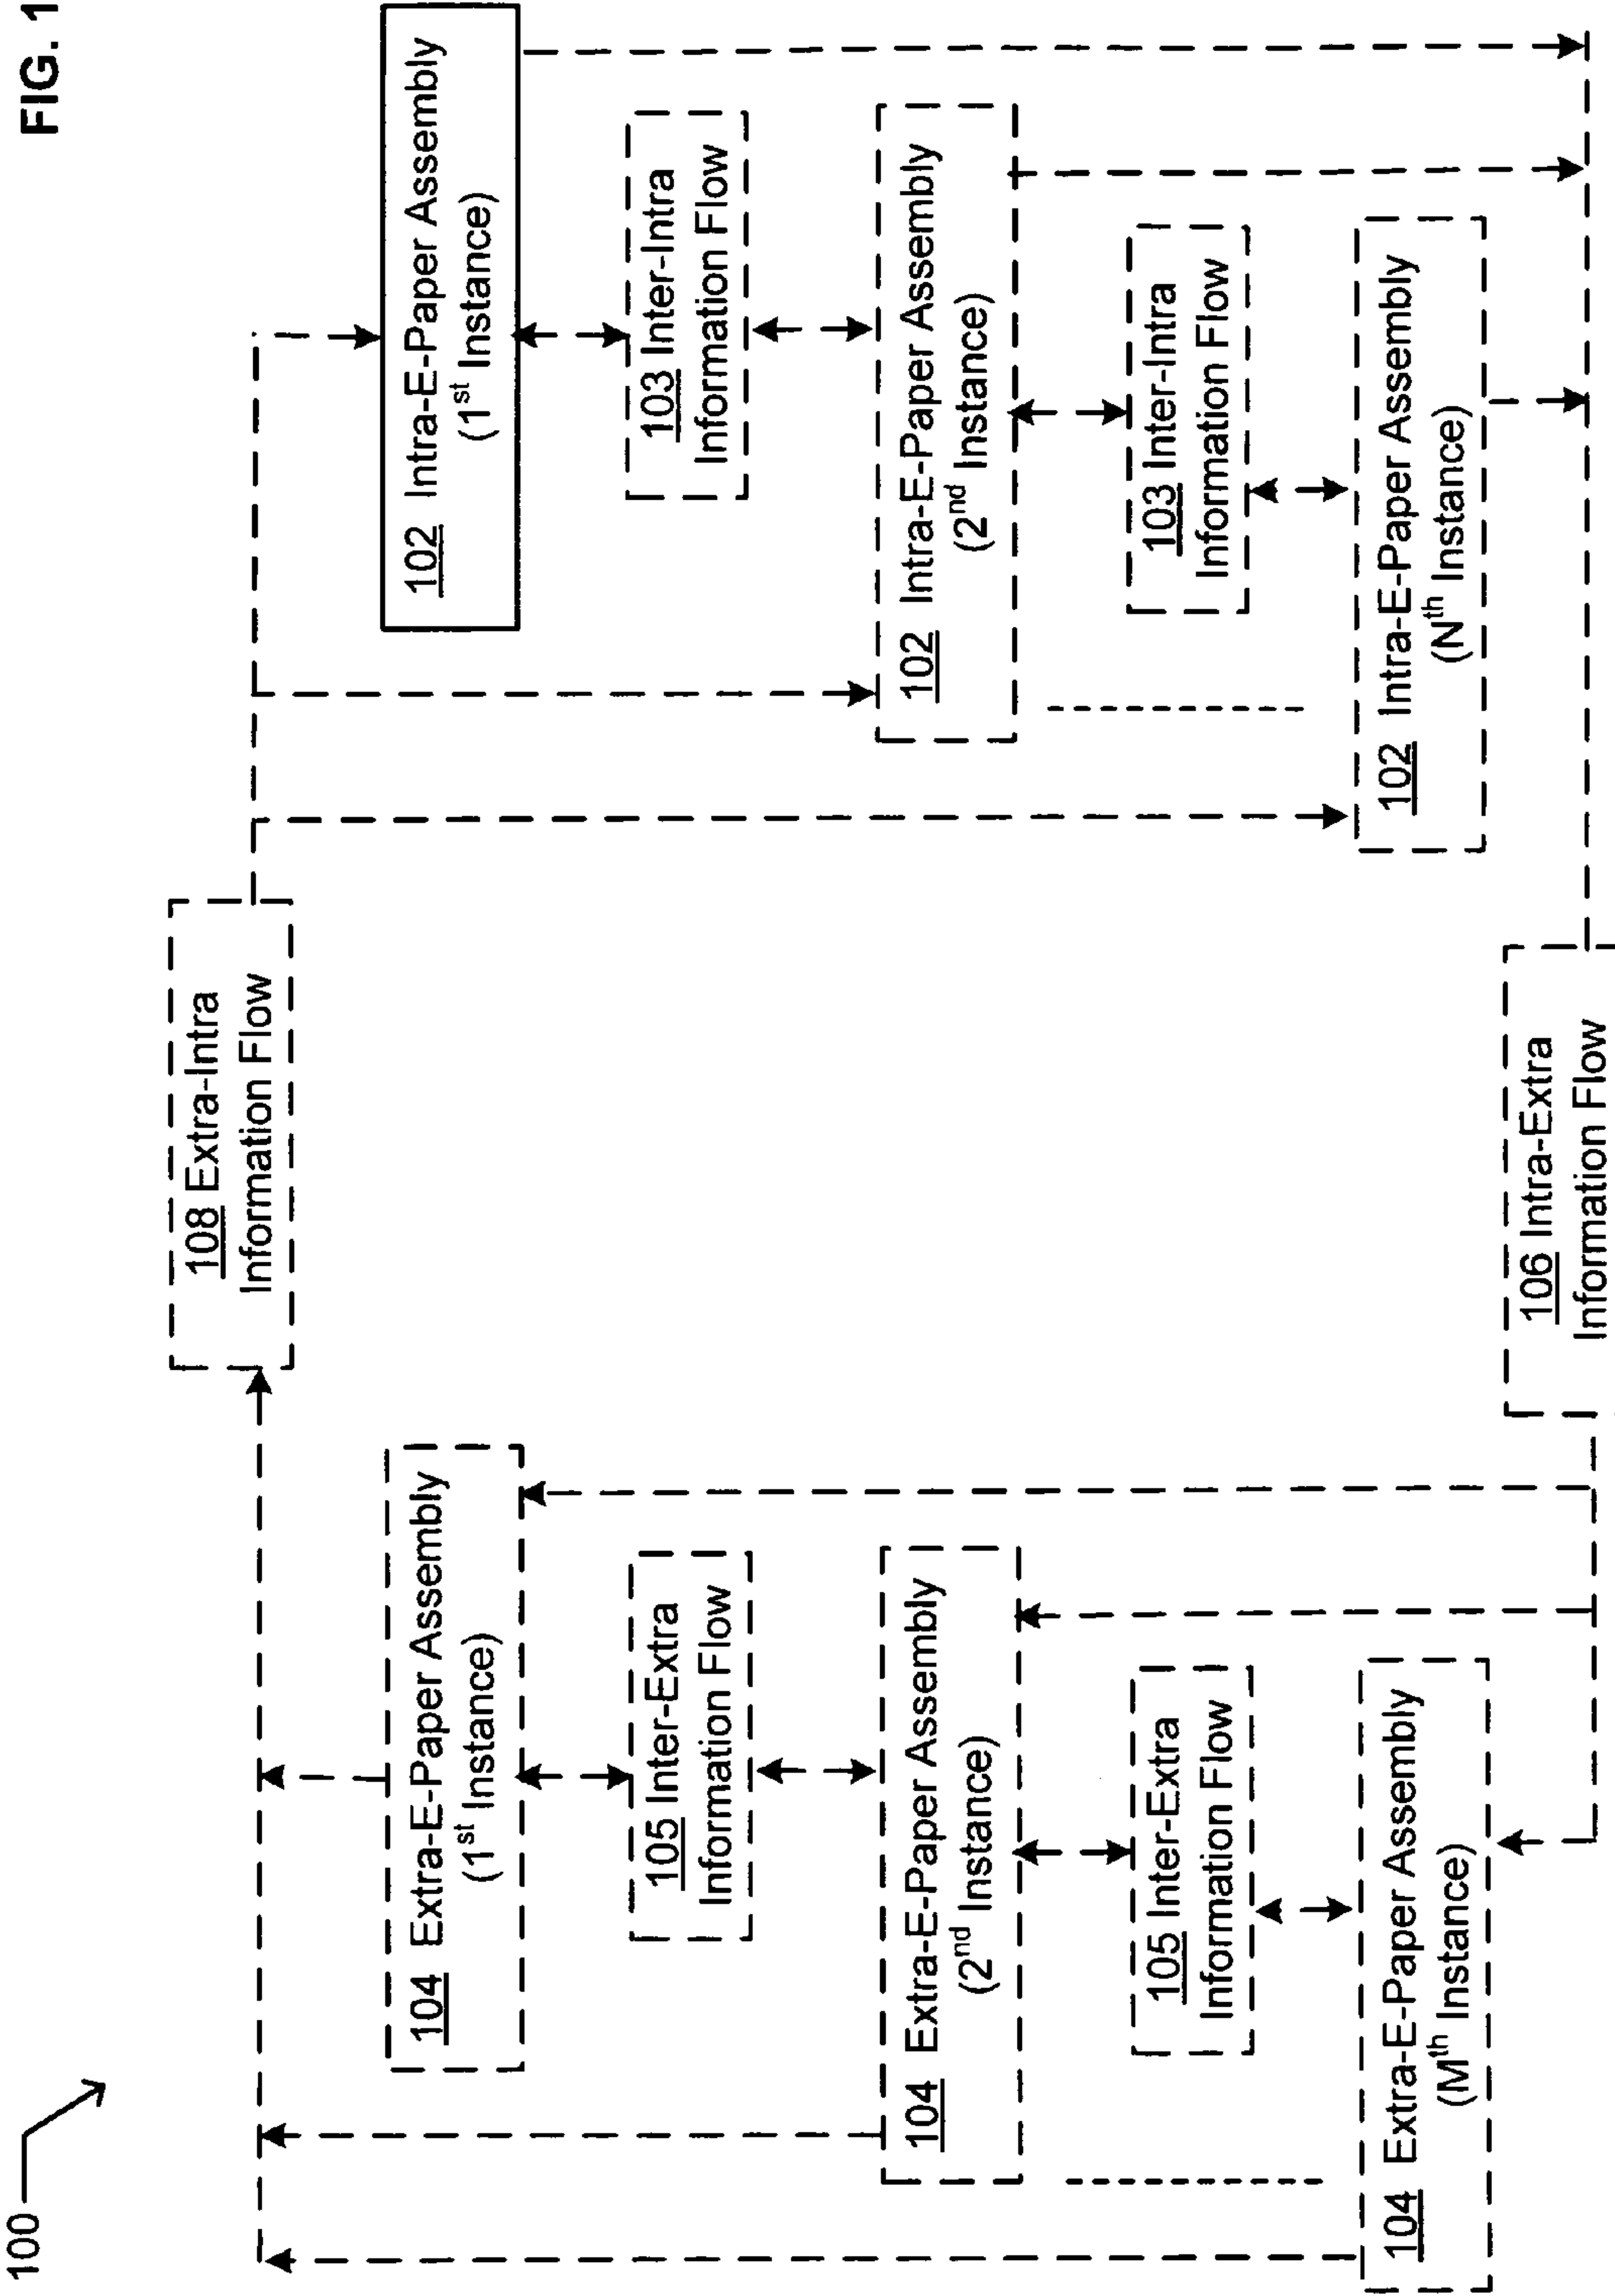 FIG. 1
100
108 Extra-Intra
Information Flow
104 Extra-E-Paper Assembly
(1st Instance)
102 Intra-E-Paper Assembly
(1st Instance)
105 Inter-Extra
Information Flow
103 Inter-Intra
Information Flow
104 Extra-E-Paper Assembly
(2nd Instance)
102 Intra-E-Paper Assembly
(2nd Instance)
105 Inter-Extra
Information Flow
103 Inter-Intra
Information Flow
104 Extra-E-Paper Assembly
(Mth Instance)
102 Intra-E-Paper Assembly
(Nth Instance)
106 Intra-Extra
Information Flow